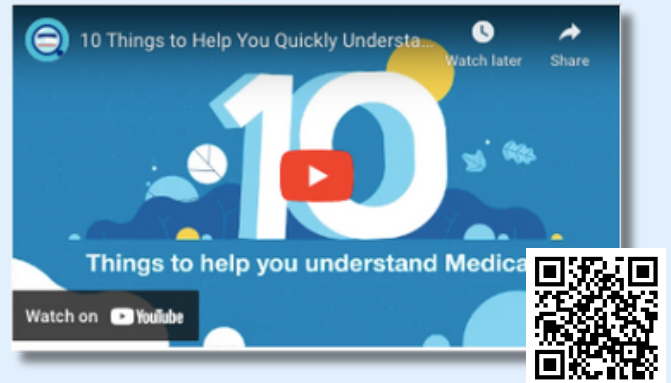 10 Things to Help You Quickly Understa...
Watch later
Share
10
Things to help you understand Medica
Watch on YouTube